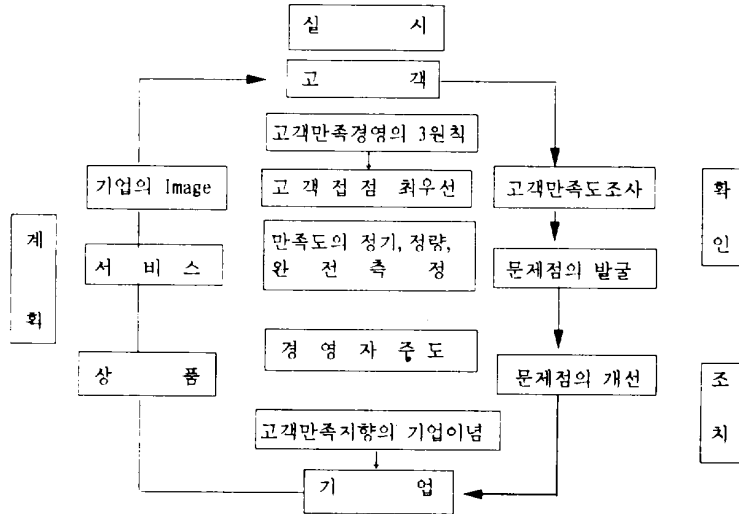 실 시
고 객
고객만족경영의 3원칙
기업의 Image
고 객 접 점 최우선
고객만족도조사
확 인
계 획
서 비 스
만족도의 정기, 정량,
완 전 측 정
문제점의 발굴
경 영 자 주 도
상 품
문제점의 개선
조 치
고객만족지향의 기업이념
기 업